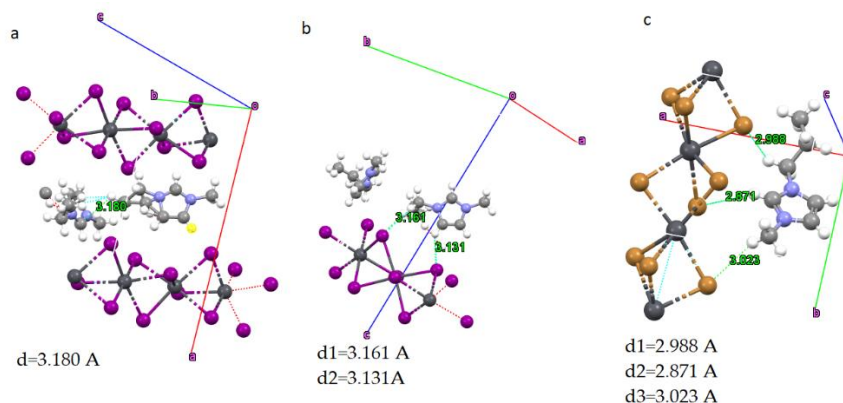 a
c
b
o
3.180
a
d=3.180 A
b
b
o
a
3.161
3.131
c
d1=3.161 A
d2=3.131A
c
c
a
2.988
2.871
3.023
b
d1=2.988 A
d2=2.871 A
d3=3.023 A